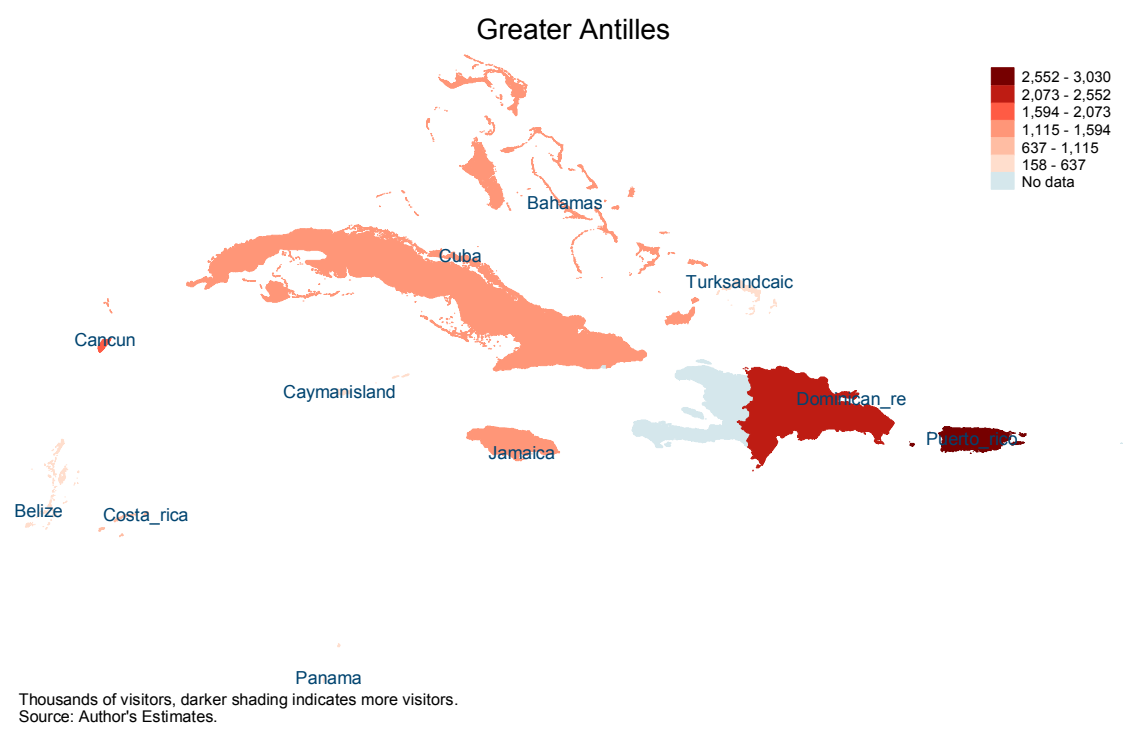 Greater Antilles
2,552 - 3,030
2,073 - 2,552
1,594 - 2,073
1,115 - 1,594
637 - 1,115
158 - 637
No data
Bahamas
Cuba
Turksandcaic
Cancun
Caymanisland
Dominican_re
Puerto_rico
Jamaica
Belize
Costa_rica
Panama
Thousands of visitors, darker shading indicates more visitors.
Source: Author's Estimates.